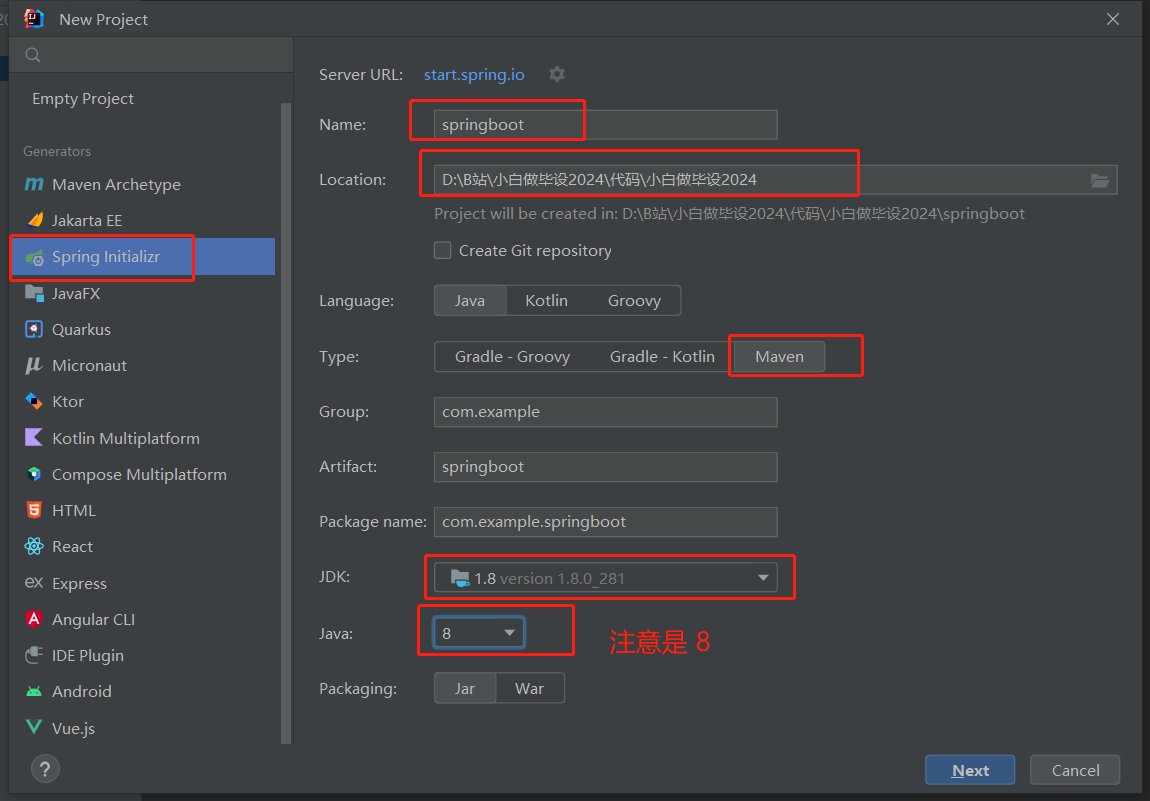 New Project
Empty Project
Generators
Maven Archetype
Jakarta EE
Spring Initializr
JavaFX
Quarkus
Micronaut
Ktor
Kotlin Multiplatform
Compose Multiplatform
HTML
React
Express
Angular CLI
IDE Plugin
Android
Vue.js
Server URL: start.spring.io
Name: springboot
Location: D:\B站\小白做毕设2024\代码\小白做毕设2024
Project will be created in: D:\B站\小白做毕设2024\代码\小白做毕设2024\springboot
Create Git repository
Language: Java Kotlin Groovy
Type: Gradle - Groovy Gradle - Kotlin Maven
Group: com.example
Artifact: springboot
Package name: com.example.springboot
JDK: 1.8 version 1.8.0_281
Java: 8 注意是 8
Packaging: Jar War
? Next Cancel